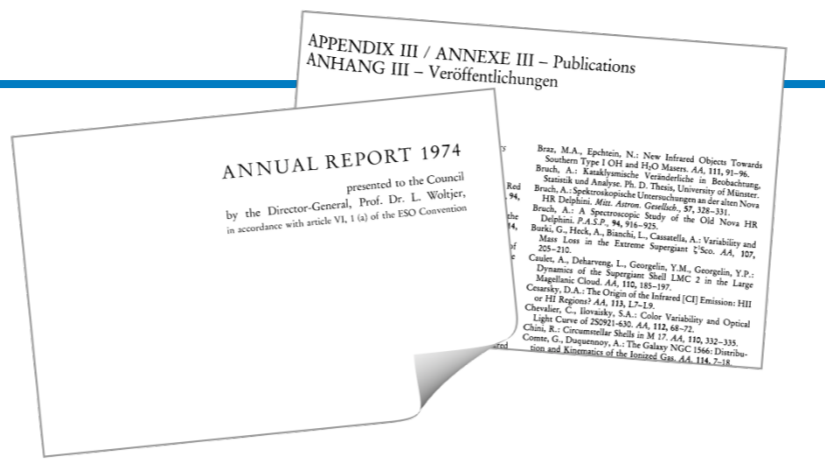 APPENDIX III / ANNEXE III – Publications
ANHANG III – Veröffentlichungen
ANNUAL REPORT 1974
presented to the Council
by the Director-General, Prof. Dr. L. Woltjer,
in accordance with article VI, 1 (a) of the ESO Convention
Red
94,
the
of
Braz, M.A., Epchtein, N.: New Infrared Objects Towards
Southern Type I OH and H₂O Masers. AA, 111, 91–96.
Bruch, A.: Kataklysmische Veränderliche in Beobachtung,
Statistik und Analyse. Ph. D. Thesis, University of Münster.
Bruch, A.: Spektroskopische Untersuchungen an der alten Nova
HR Delphini. Mitt. Astron. Gesellsch., 57, 328–331.
Bruch, A.: A Spectroscopic Study of the Old Nova HR
Delphini. P.A.S.P., 94, 916–925.
Burki, G., Heck, A., Bianchi, L., Cassatella, A.: Variability and
Mass Loss in the Extreme Supergiant ζ¹Sco. AA, 107,
205–210.
Caulet, A., Deharveng, L., Georgelin, Y.M., Georgelin, Y.P.:
Dynamics of the Supergiant Shell LMC 2 in the Large
Magellanic Cloud. AA, 110, 185–197.
Cesarsky, D.A.: The Origin of the Infrared [CI] Emission: HII
or HI Regions? AA, 113, L7–L9.
Chevalier, C., Ilovaisky, S.A.: Color Variability and Optical
Light Curve of 2S0921-630. AA, 112, 68–72.
Chini, R.: Circumstellar Shells in M 17. AA, 110, 332–335.
Comte, G., Duquennoy, A.: The Galaxy NGC 1566: Distribu-
tion and Kinematics of the Ionized Gas. AA, 114, 7–18.